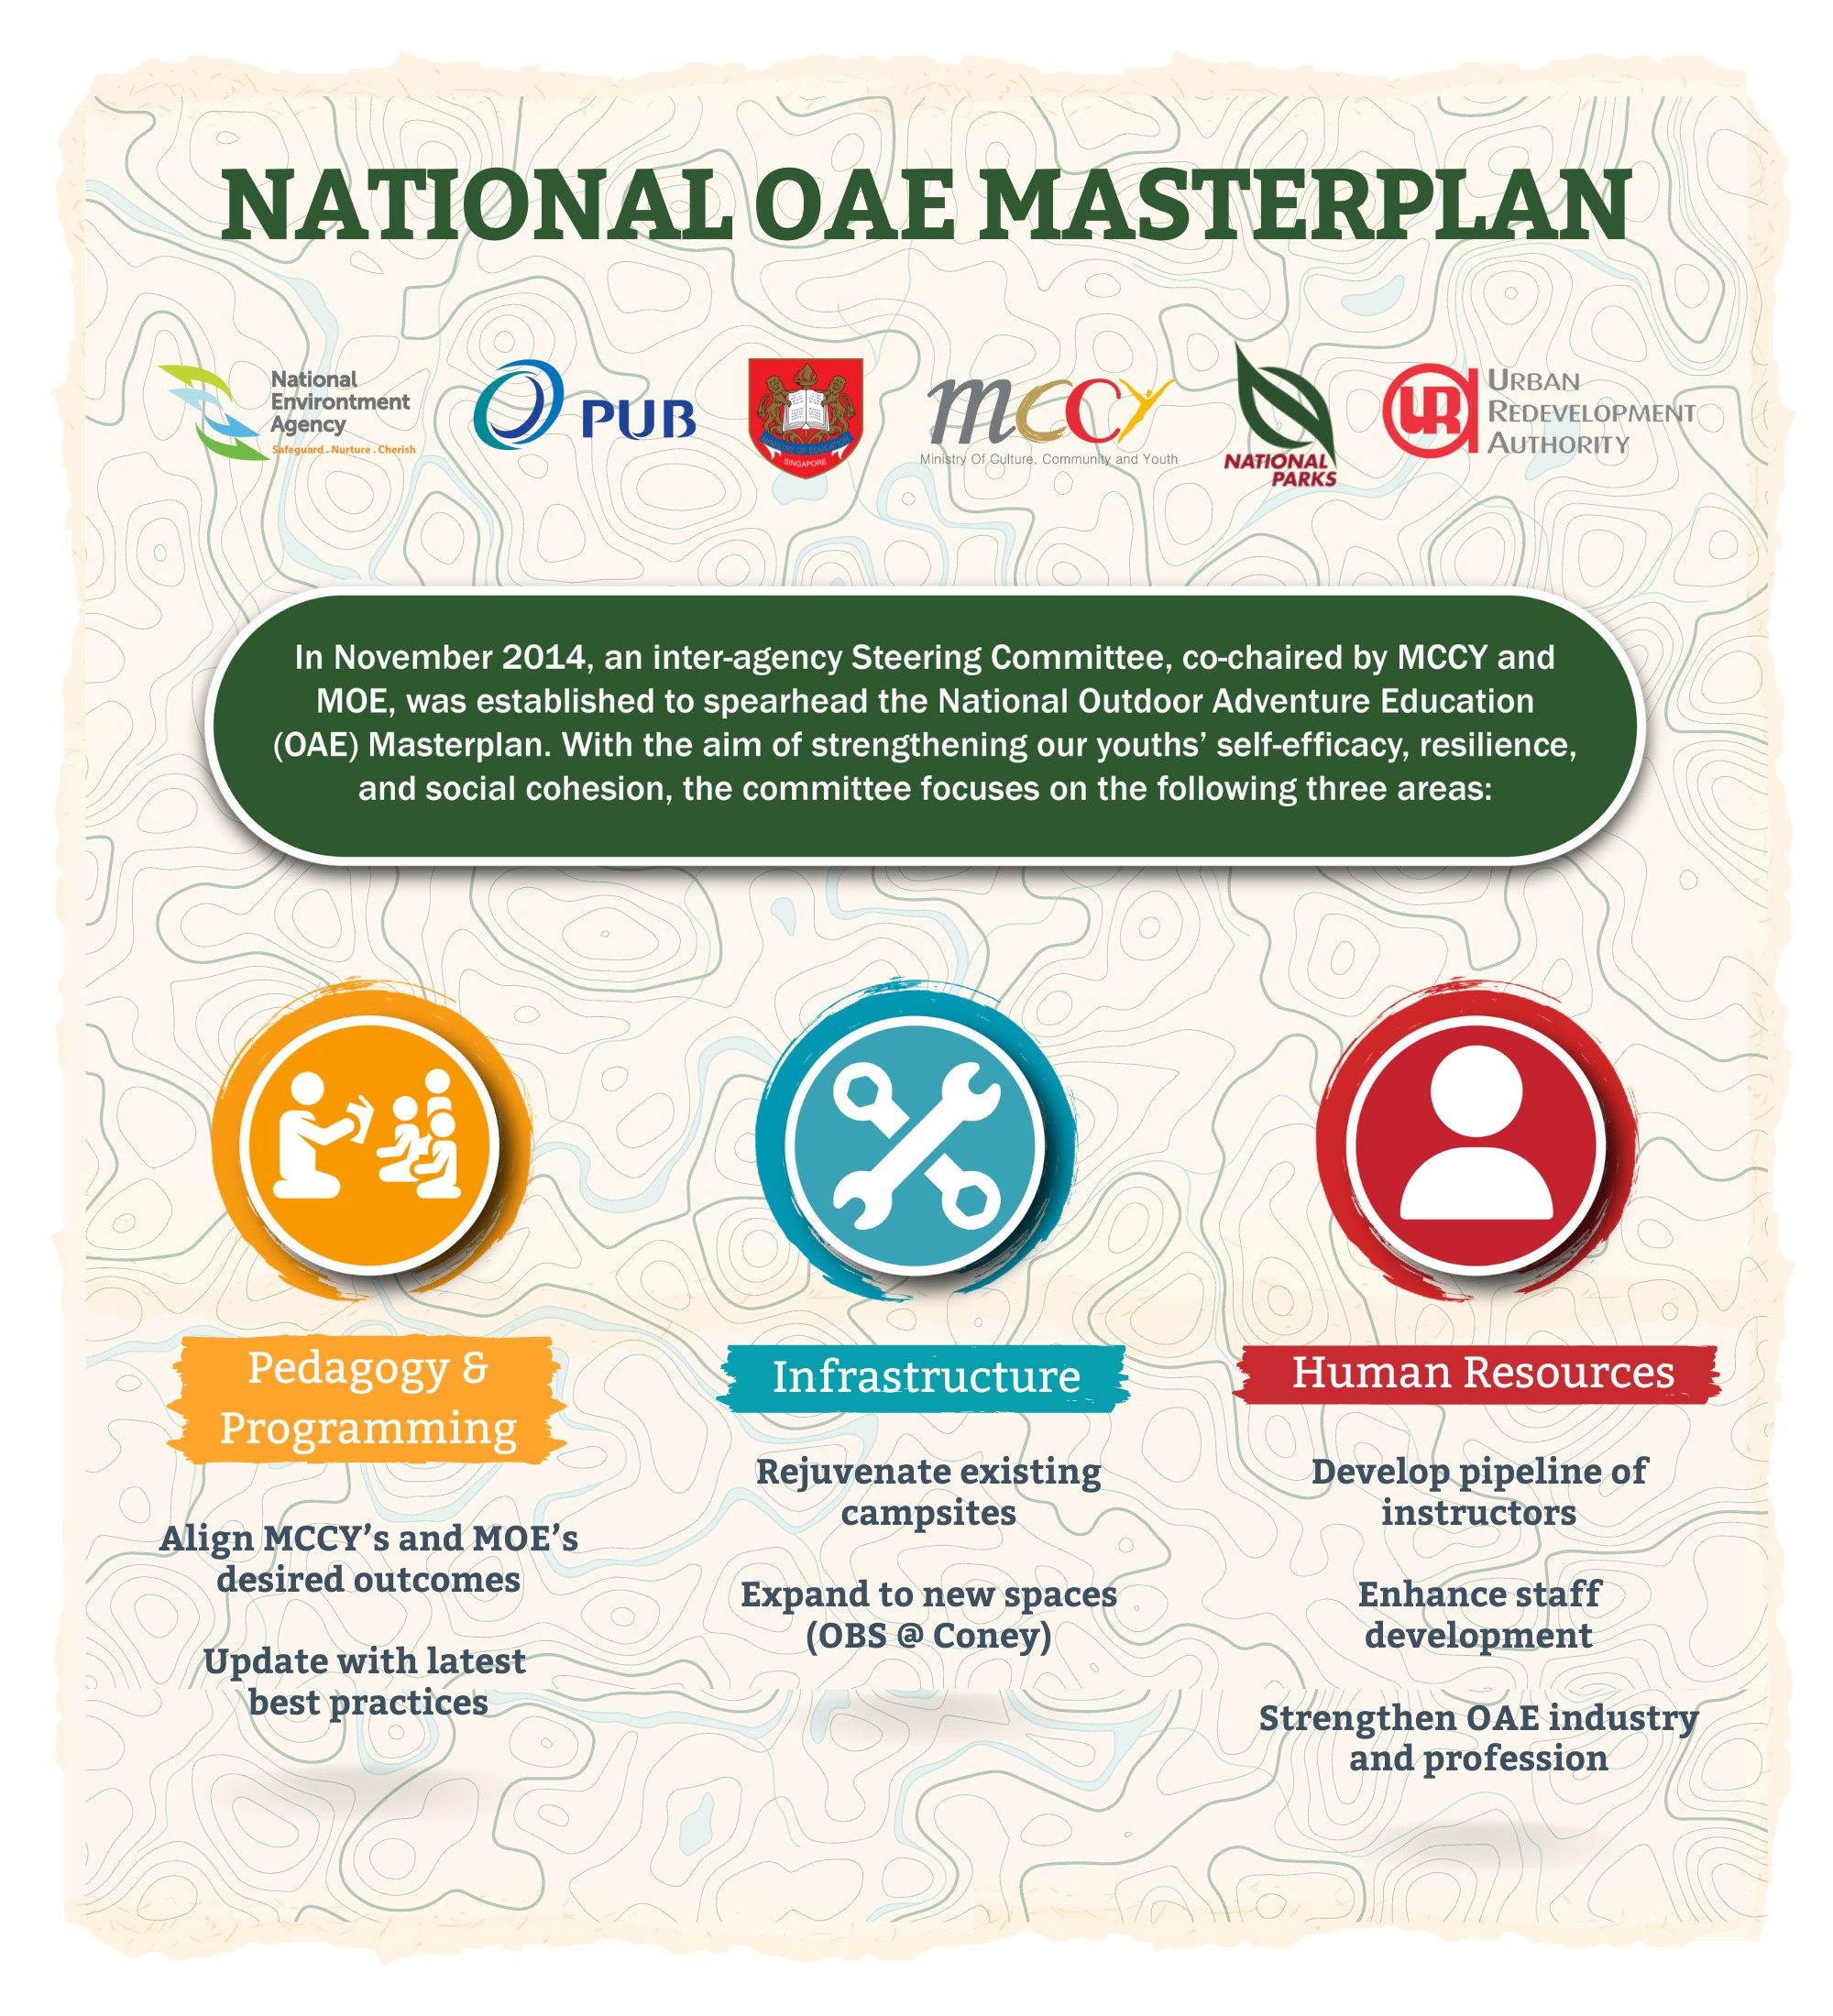 NATIONAL OAE MASTERPLAN
National
Environtment
Agency
Safeguard . Nurture . Cherish
PUB
MINISTRY OF EDUCATION
SINGAPORE
mccy
Ministry Of Culture, Community and Youth
NATIONAL
PARKS
URA
URBAN
REDEVELOPMENT
AUTHORITY
In November 2014, an inter-agency Steering Committee, co-chaired by MCCY and
MOE, was established to spearhead the National Outdoor Adventure Education
(OAE) Masterplan. With the aim of strengthening our youths’ self-efficacy, resilience,
and social cohesion, the committee focuses on the following three areas:
Pedagogy &
Programming
Align MCCY’s and MOE’s
desired outcomes
Update with latest
best practices
Infrastructure
Rejuvenate existing
campsites
Expand to new spaces
(OBS @ Coney)
Human Resources
Develop pipeline of
instructors
Enhance staff
development
Strengthen OAE industry
and profession